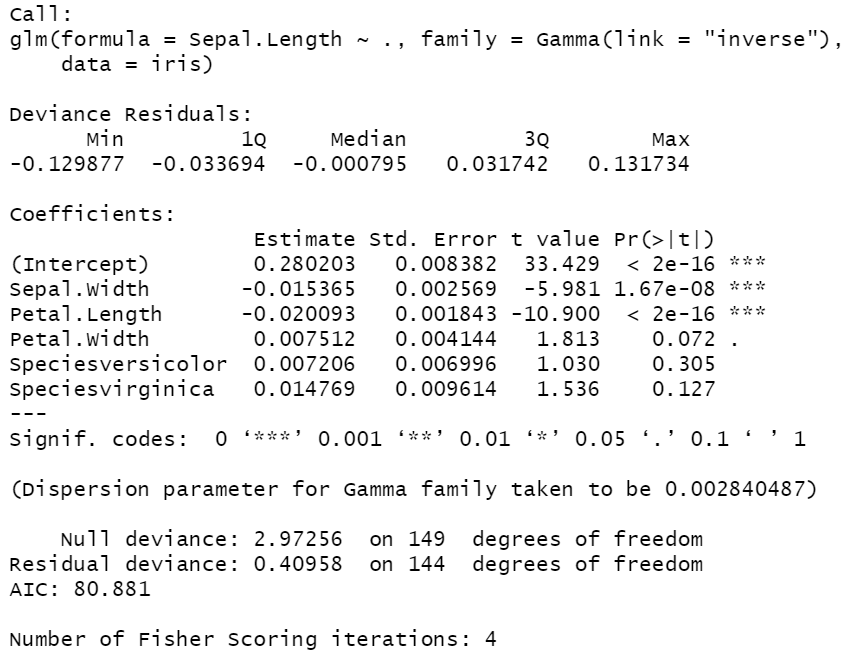 Call:
glm(formula = Sepal.Length ~ ., family = Gamma(link = "inverse"),
    data = iris)

Deviance Residuals:
      Min        1Q    Median        3Q       Max
-0.129877  -0.033694  -0.000795   0.031742   0.131734

Coefficients:
                   Estimate Std. Error t value Pr(>|t|)
(Intercept)        0.280203   0.008382  33.429  < 2e-16 ***
Sepal.Width       -0.015365   0.002569  -5.981 1.67e-08 ***
Petal.Length      -0.020093   0.001843 -10.900  < 2e-16 ***
Petal.Width        0.007512   0.004144   1.813    0.072 .
Speciesversicolor  0.007206   0.006996   1.030    0.305
Speciesvirginica   0.014769   0.009614   1.536    0.127
---
Signif. codes:  0 ‘***’ 0.001 ‘**’ 0.01 ‘*’ 0.05 ‘.’ 0.1 ‘ ’ 1

(Dispersion parameter for Gamma family taken to be 0.002840487)

    Null deviance: 2.97256  on 149  degrees of freedom
Residual deviance: 0.40958  on 144  degrees of freedom
AIC: 80.881

Number of Fisher Scoring iterations: 4